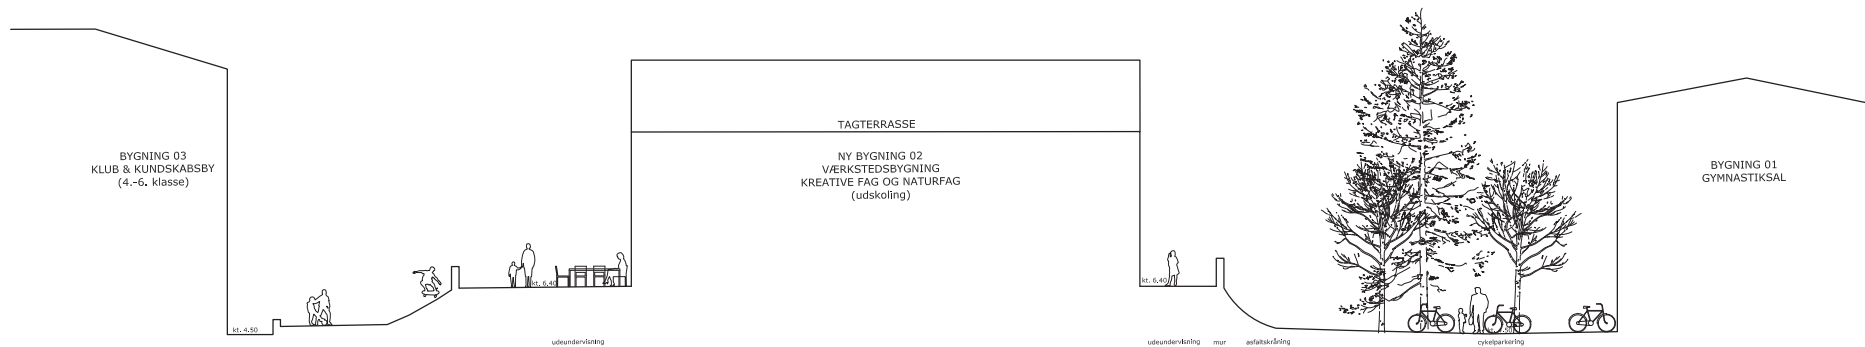 BYGNING 03
KLUB & KUNDSKABSBY
(4.-6. klasse)
TAGTERRASSE
NY BYGNING 02
VÆRKSTEDSBYGNING
KREATIVE FAG OG NATURFAG
(udskoling)
BYGNING 01
GYMNASTIKSAL
kt. 4.50
kt. 6.40
kt. 6.40
udeundervisning
udeundervisning
mur
asfaltskråning
cykelparkering